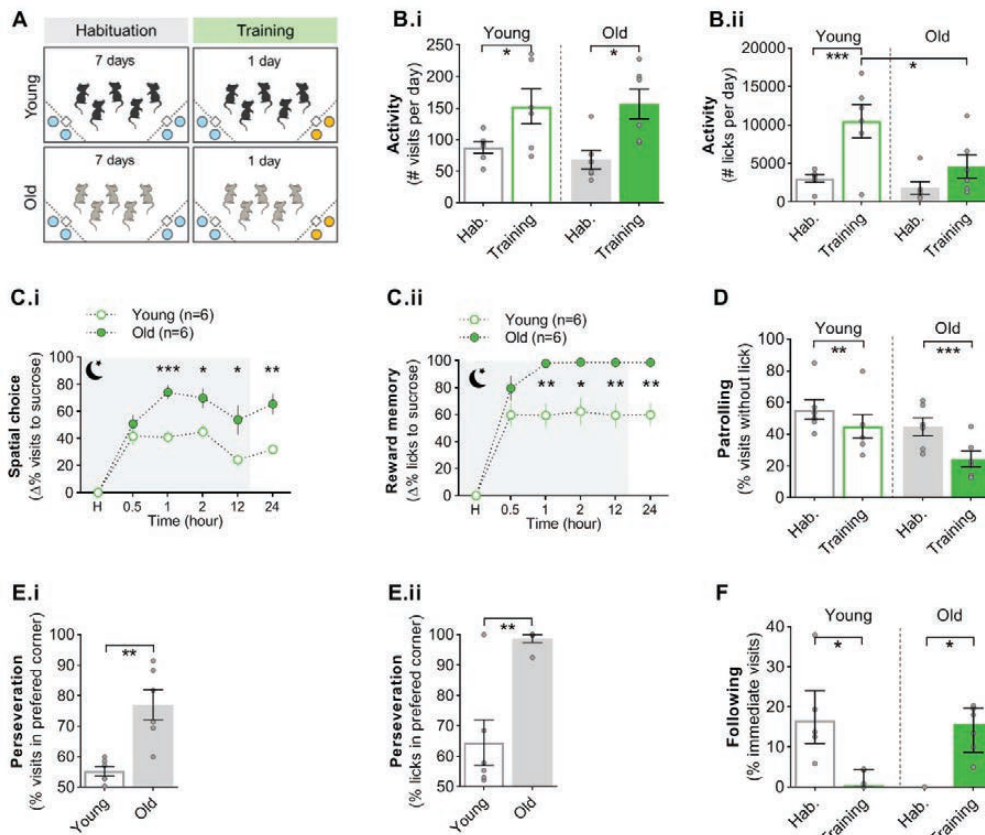 A
Habituation
Training
Young
7 days
1 day
Old
7 days
1 day
B.i
Young
Old
*
*
Activity
(# visits per day)
250
200
150
100
50
0
Hab.
Training
Hab.
Training
B.ii
Young
Old
***
*
Activity
(# licks per day)
20000
15000
10000
5000
0
Hab.
Training
Hab.
Training
C.i
Young (n=6)
Old (n=6)
Spatial choice
(Δ% visits to sucrose)
100
80
60
40
20
0
***
*
*
**
H
0.5
1
2
12
24
Time (hour)
C.ii
Young (n=6)
Old (n=6)
Reward memory
(Δ% licks to sucrose)
100
80
60
40
20
0
**
*
**
**
H
0.5
1
2
12
24
Time (hour)
D
Young
Old
**
***
Patrolling
(% visits without lick)
100
80
60
40
20
0
Hab.
Training
Hab.
Training
E.i
Perseveration
(% visits in prefered corner)
100
90
80
70
60
50
**
Young
Old
E.ii
Perseveration
(% licks in prefered corner)
100
90
80
70
60
50
**
Young
Old
F
Young
Old
*
*
Following
(% immediate visits)
40
30
20
10
0
Hab.
Training
Hab.
Training